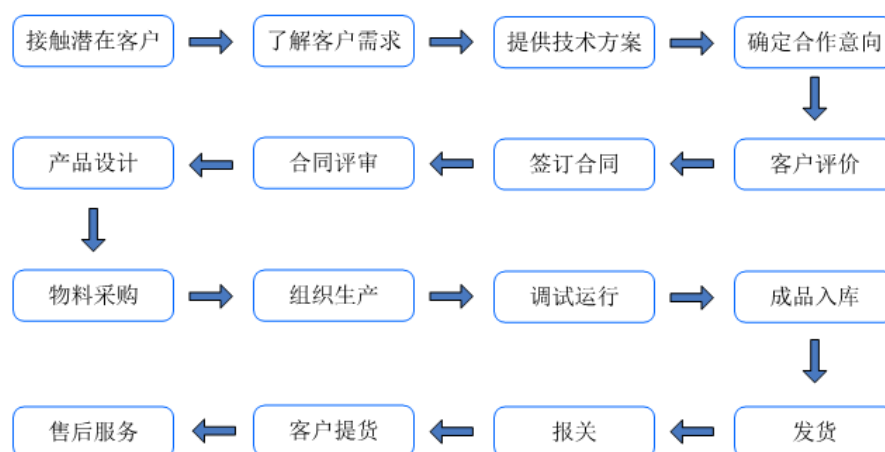 接触潜在客户
了解客户需求
提供技术方案
确定合作意向
客户评价
签订合同
合同评审
产品设计
物料采购
组织生产
调试运行
成品入库
发货
报关
客户提货
售后服务